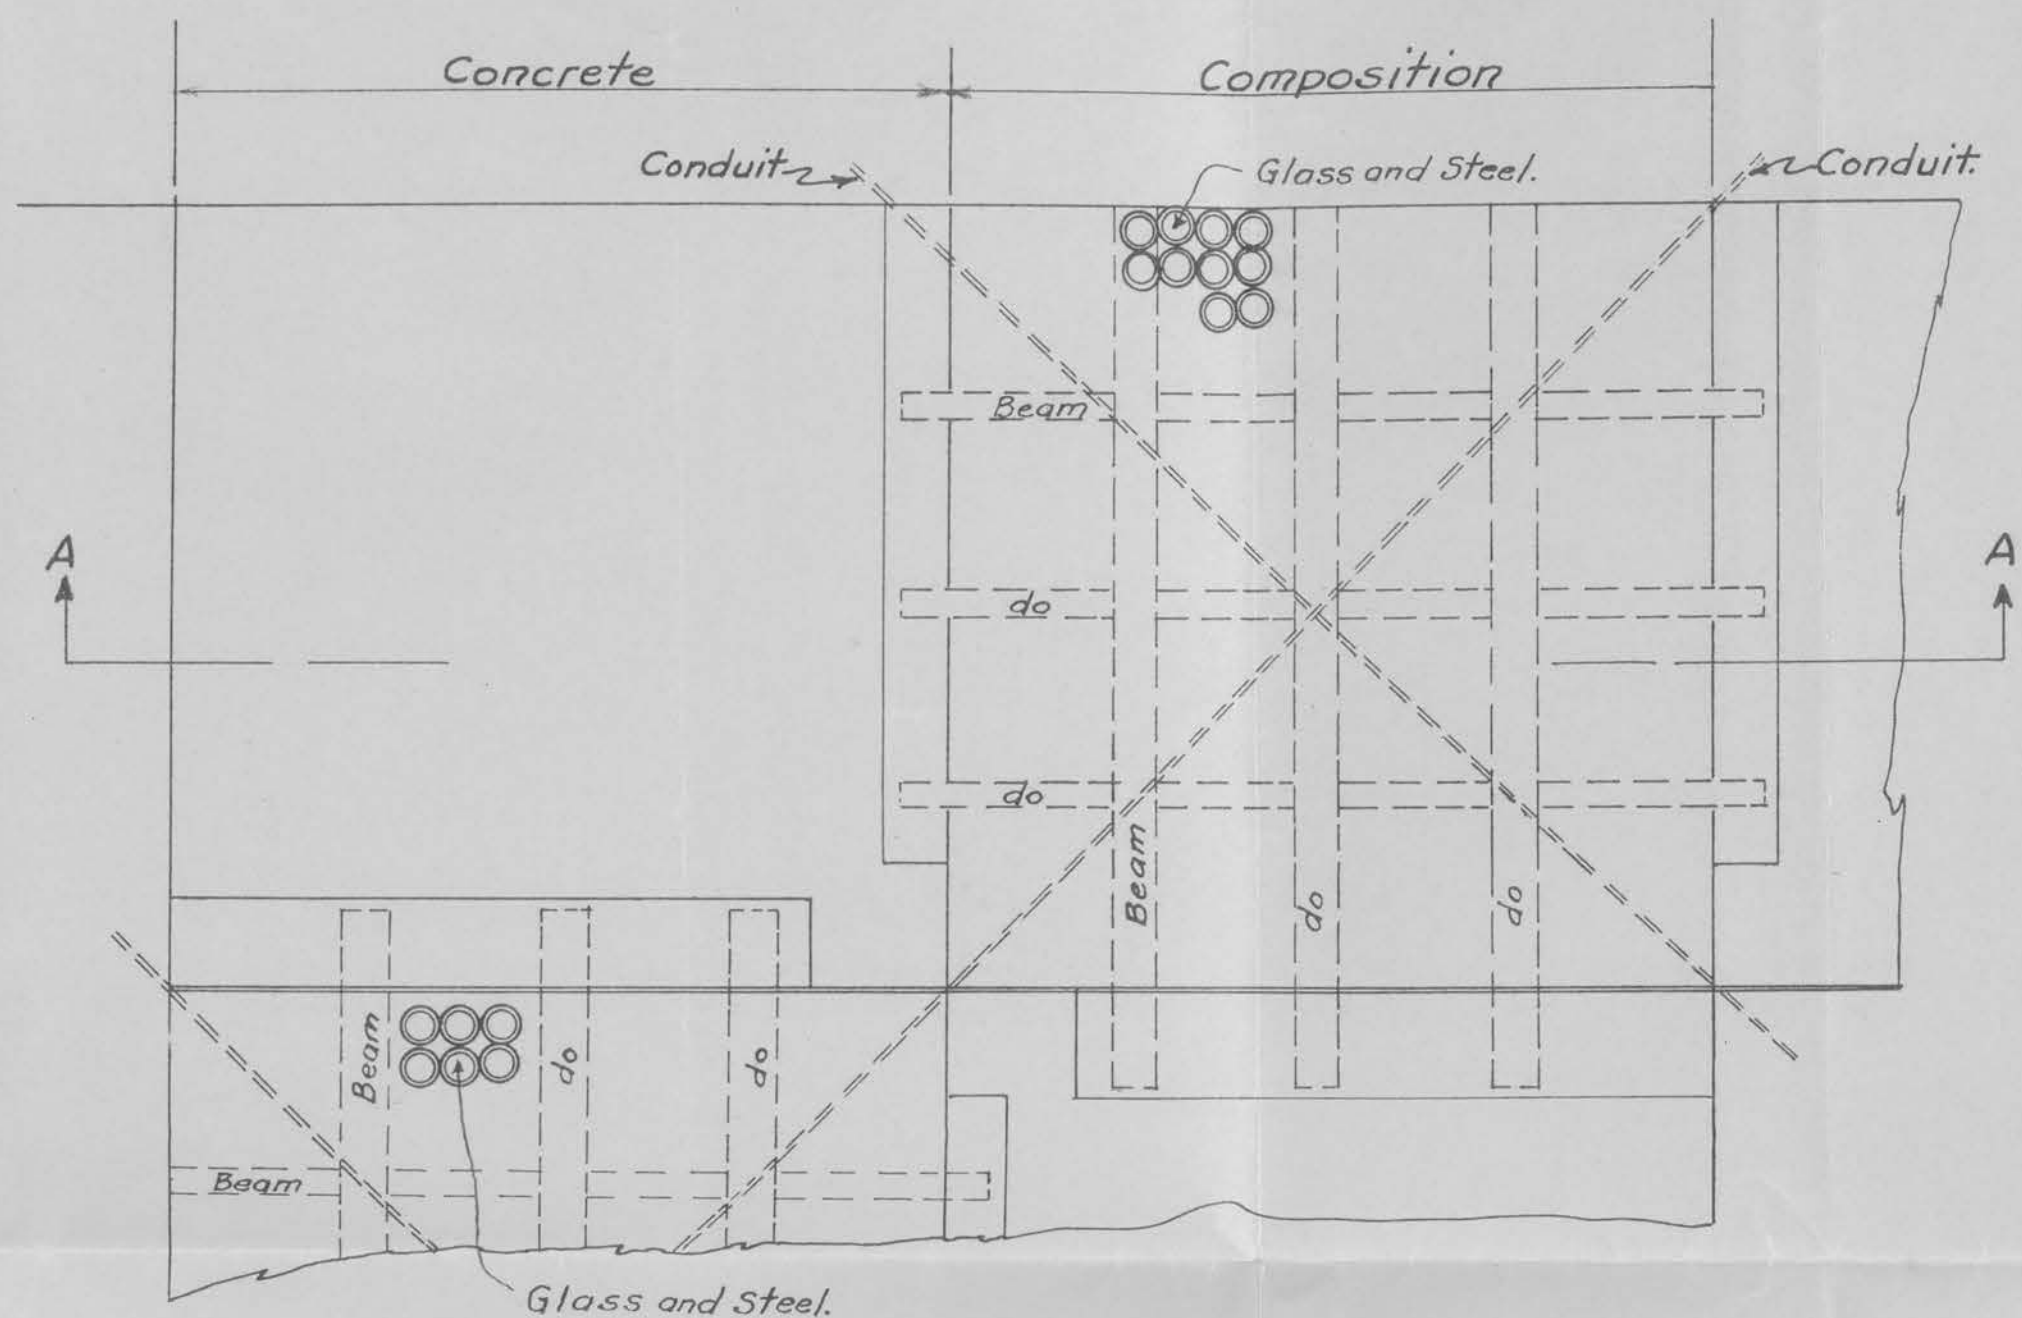 Concrete
Composition
Conduit
Glass and Steel.
Conduit.
Beam
A
A
do
do
Beam
do
do
Beam
do
do
Beam
Glass and Steel.